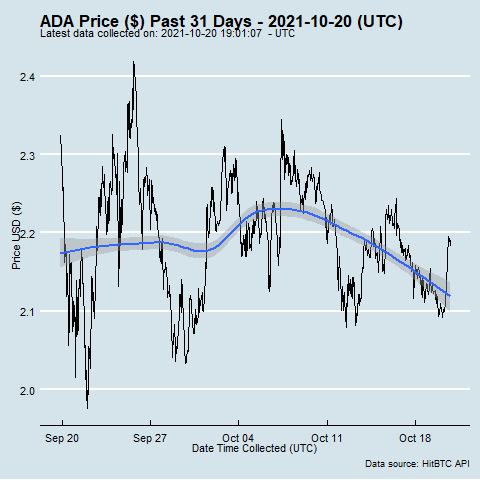 ADA Price ($) Past 31 Days - 2021-10-20 (UTC)
Latest data collected on: 2021-10-20 19:01:07 - UTC
Price USD ($)
2.4
2.3
2.2
2.1
2.0
Sep 20 Sep 27 Oct 04 Oct 11 Oct 18
Date Time Collected (UTC)
Data source: HitBTC API